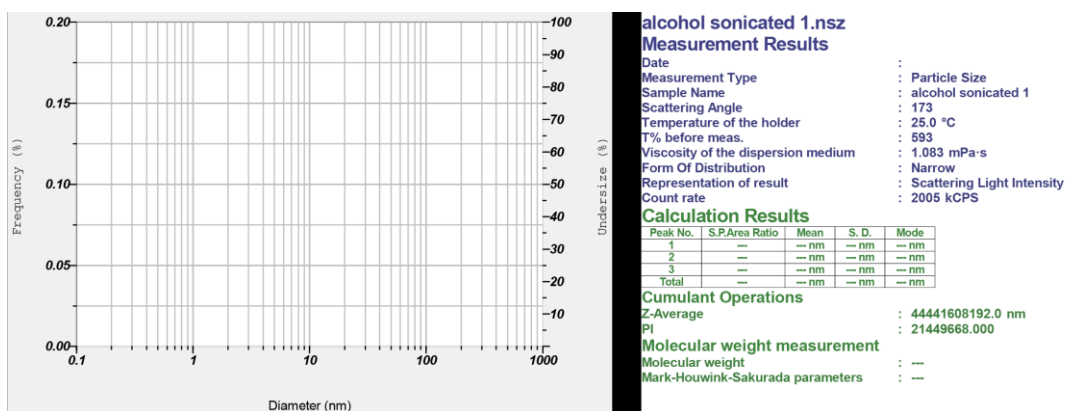 0.20
0.15
0.10
0.05
0.00
Frequency (%)
0.1 1 10 100 1000
Diameter (nm)
100
90
80
70
60
50
40
30
20
10
Undersize (%)
alcohol sonicated 1.nsz
Measurement Results
Date :
Measurement Type : Particle Size
Sample Name : alcohol sonicated 1
Scattering Angle : 173
Temperature of the holder : 25.0 °C
T% before meas. : 593
Viscosity of the dispersion medium : 1.083 mPa·s
Form Of Distribution : Narrow
Representation of result : Scattering Light Intensity
Count rate : 2005 kCPS
Calculation Results
Peak No. S.P.Area Ratio Mean S. D. Mode
1 --- --- nm --- nm --- nm
2 --- --- nm --- nm --- nm
3 --- --- nm --- nm --- nm
Total --- --- nm --- nm --- nm
Cumulant Operations
Z-Average : 44441608192.0 nm
PI : 21449668.000
Molecular weight measurement
Molecular weight : ---
Mark-Houwink-Sakurada parameters : ---